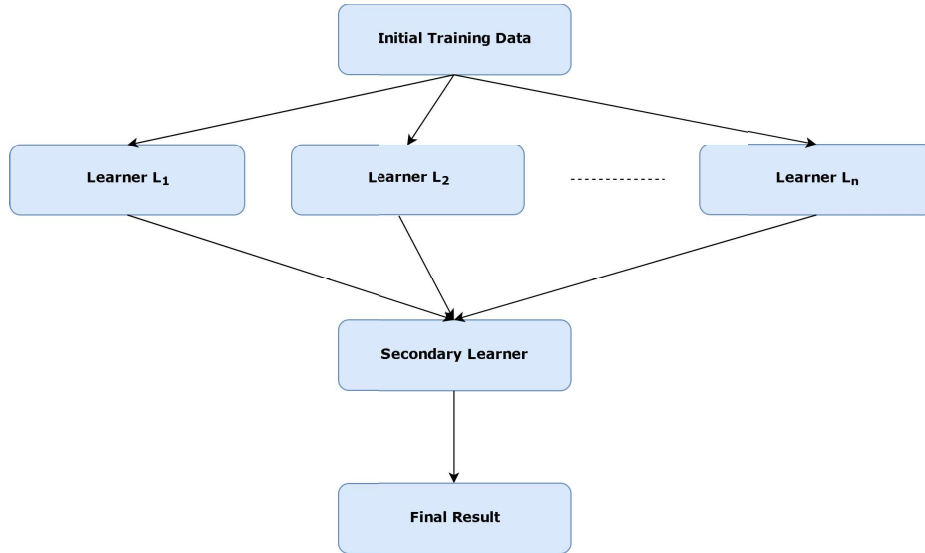 Initial Training Data
Learner L₁
Learner L₂
Learner Lₙ
Secondary Learner
Final Result